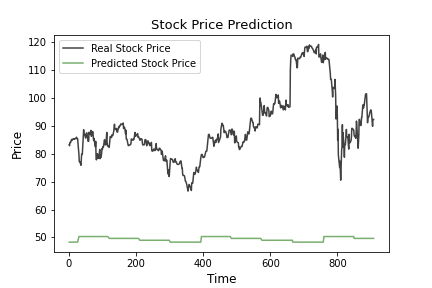 Stock Price Prediction
Real Stock Price
Predicted Stock Price
Price
120
110
100
90
80
70
60
50
0 200 400 600 800
Time